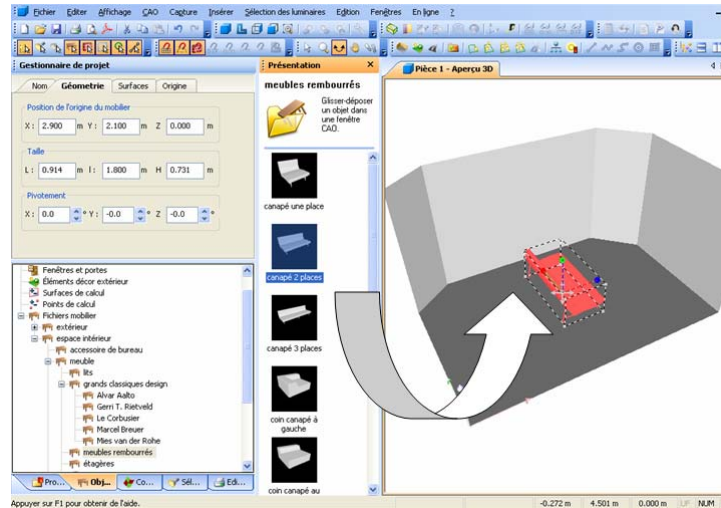 Fichier Editer Affichage CAO Capture Insérer Sélection des luminaires Edition Fenêtres En ligne ?
Gestionnaire de projet
Nom Géometrie Surfaces Origine
Position de l'origine du mobilier
X : 2.900 m Y : 2.100 m Z 0.000 m
Taille
L : 0.914 m l : 1.800 m H 0.731 m
Pivotement
X : 0.0 ° Y : -0.0 ° Z -0.0 °
Fenêtres et portes
Éléments décor extérieur
Surfaces de calcul
Points de calcul
Fichiers mobilier
extérieur
espace intérieur
accessoire de bureau
meuble
lits
grands classiques design
Alvar Aalto
Gerri T. Rietveld
Le Corbusier
Marcel Breuer
Mies van der Rohe
meubles rembourrés
étagères
Pro... Obj... Co... Sél... Edi...
Présentation
meubles rembourrés
Glisser-déposer
un objet dans
une fenêtre
CAO.
canapé une place
canapé 2 places
canapé 3 places
coin canapé à
gauche
coin canapé au
Pièce 1 - Aperçu 3D
Appuyer sur F1 pour obtenir de l'aide.
-0.272 m 4.501 m 0.000 m UF NUM